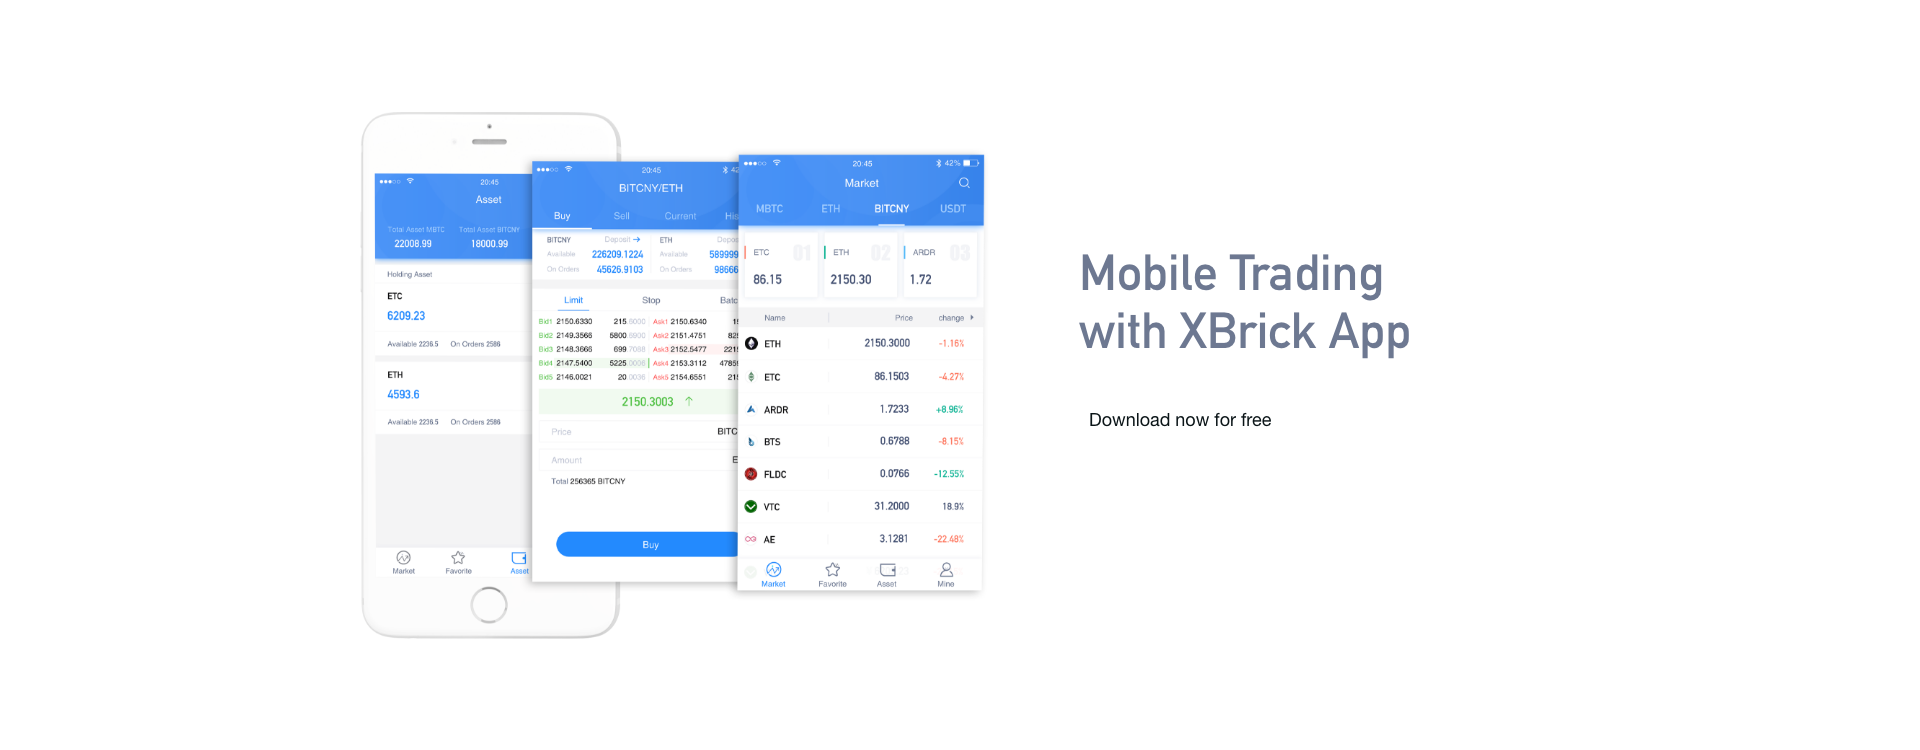 20:45
Asset
Total Asset MBTC Total Asset BITCNY
22008.99 18000.99
Holding Asset
ETC
6209.23
Available 2236.5 On Orders 2586
ETH
4593.6
Available 2236.5 On Orders 2586
Market Favorite Asset
20:45 42
BITCNY/ETH
Buy Sell Current His
BITCNY Deposit → ETH Depos
Available 226209.1224 Available 589999
On Orders 45626.9103 On Orders 98666
Limit Stop Batc
Bid1 2150.6330 215.0000 Ask1 2150.6340
Bid2 2149.3566 5800 Ask2 2151.4751
Bid3 2148.3666 699 Ask3 2152.5477 2215
Bid4 2147.5400 5225 Ask4 2153.3112 4785
Bid5 2146.0021 20 Ask5 2154.6551
2150.3003 ↑
Price BITC
Amount E
Total 256365 BITCNY
Buy
20:45 42%
Market
MBTC ETH BITCNY USDT
ETC 01 ETH 02 ARDR 03
86.15 2150.30 1.72
Name Price change
ETH 2150.3000 -1.16%
ETC 86.1503 -4.27%
ARDR 1.7233 +8.96%
BTS 0.6788 -8.15%
FLDC 0.0766 -12.55%
VTC 31.2000 18.9%
AE 3.1281 -22.48%
Market Favorite Asset Mine
Mobile Trading
with XBrick App
Download now for free